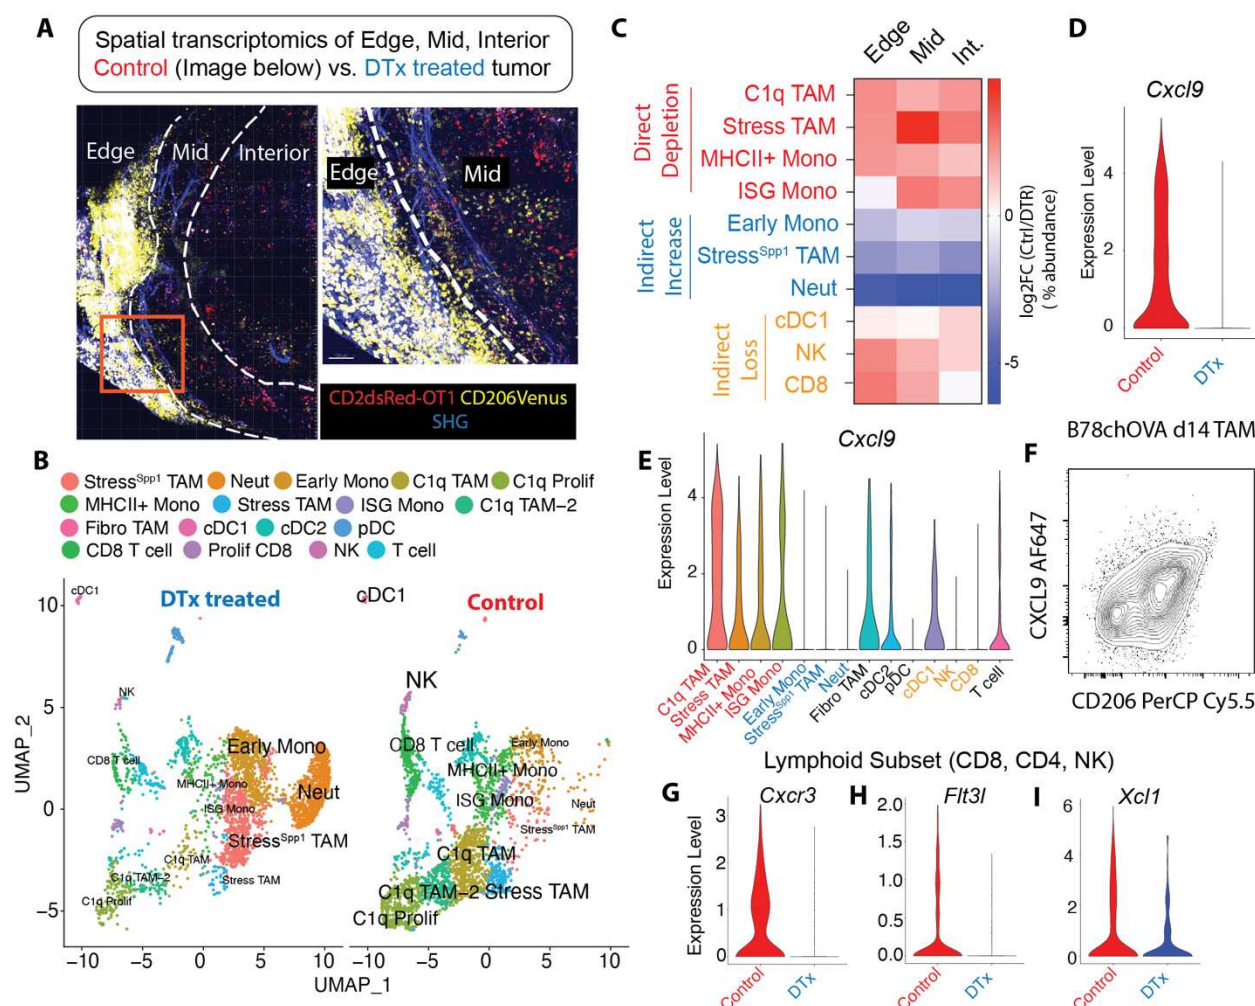 A
Spatial transcriptomics of Edge, Mid, Interior
Control (Image below) vs. DTx treated tumor
Edge
Mid
Interior
Edge
Mid
CD2dsRed-OT1 CD206Venus
SHG
B
Stress^Spp1 TAM Neut Early Mono C1q TAM C1q Prolif
MHCII+ Mono Stress TAM ISG Mono C1q TAM−2
Fibro TAM cDC1 cDC2 pDC
CD8 T cell Prolif CD8 NK T cell
DTx treated
cDC1
NK
CD8 T cell
Early Mono
MHCII+ Mono
Neut
ISG Mono
Stress^Spp1 TAM
C1q TAM
C1q TAM−2
Stress TAM
C1q Prolif
Control
cDC1
NK
CD8 T cell
Early Mono
MHCII+ Mono
ISG Mono
Neut
Stress^Spp1 TAM
C1q TAM
C1q TAM−2 Stress TAM
C1q Prolif
UMAP_2
10
5
0
−5
−10 −5 0 5 10 −10 −5 0 5 10
UMAP_1
C
Edge Mid Int.
Direct
Depletion
C1q TAM
Stress TAM
MHCII+ Mono
ISG Mono
Indirect
Increase
Early Mono
Stress^Spp1 TAM
Neut
Indirect
Loss
cDC1
NK
CD8
0
-5
log2FC (Ctrl/DTR)
( % abundance)
D
Cxcl9
Expression Level
4
2
0
Control DTx
E
Cxcl9
Expression Level
4
2
0
C1q TAM
Stress TAM
MHCII+ Mono
ISG Mono
Early Mono
Stress^Spp1 TAM
Neut
Fibro TAM
cDC2
pDC
cDC1
NK
CD8
T cell
B78chOVA d14 TAM
F
CXCL9 AF647
CD206 PerCP Cy5.5
Lymphoid Subset (CD8, CD4, NK)
G
Cxcr3
Expression Level
3
2
1
0
Control DTx
H
Flt3l
2.0
1.5
1.0
0.5
0.0
Control DTx
I
Xcl1
6
4
2
0
Control DTx